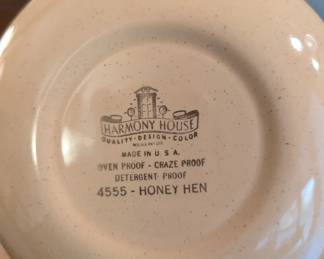 HARMONY HOUSE
QUALITY - DESIGN - COLOR
MADE IN U.S.A.
OVEN PROOF - CRAZE PROOF
DETERGENT PROOF
4555 - HONEY HEN